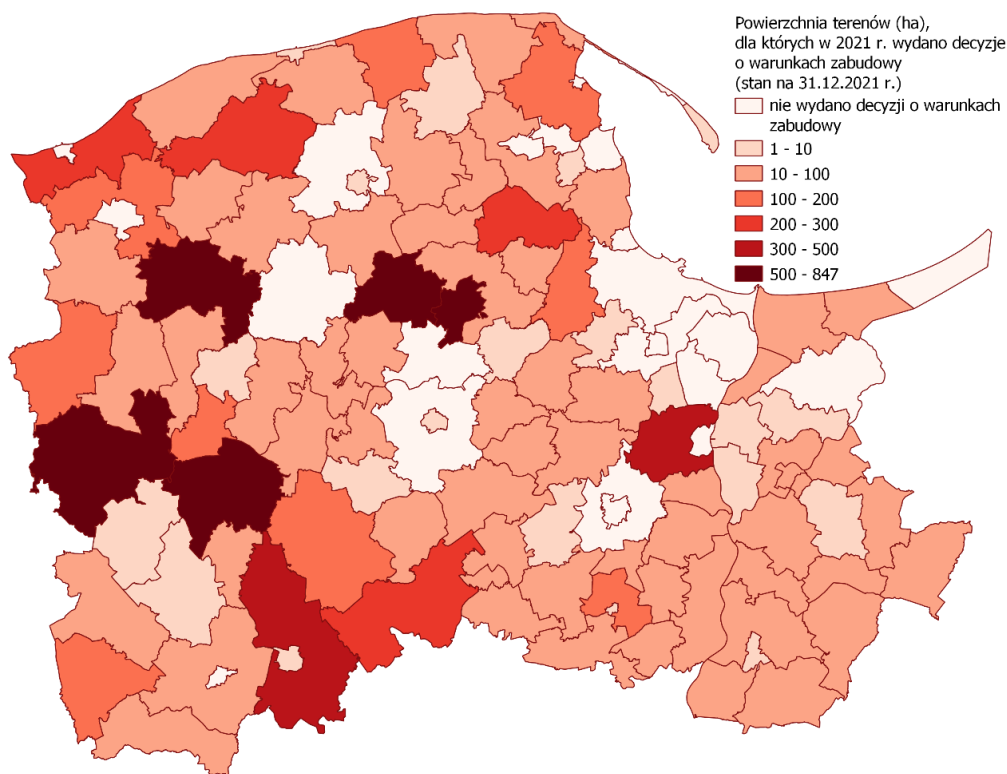 Powierzchnia terenów (ha),
dla których w 2021 r. wydano decyzje
o warunkach zabudowy
(stan na 31.12.2021 r.)
nie wydano decyzji o warunkach
zabudowy
1 - 10
10 - 100
100 - 200
200 - 300
300 - 500
500 - 847